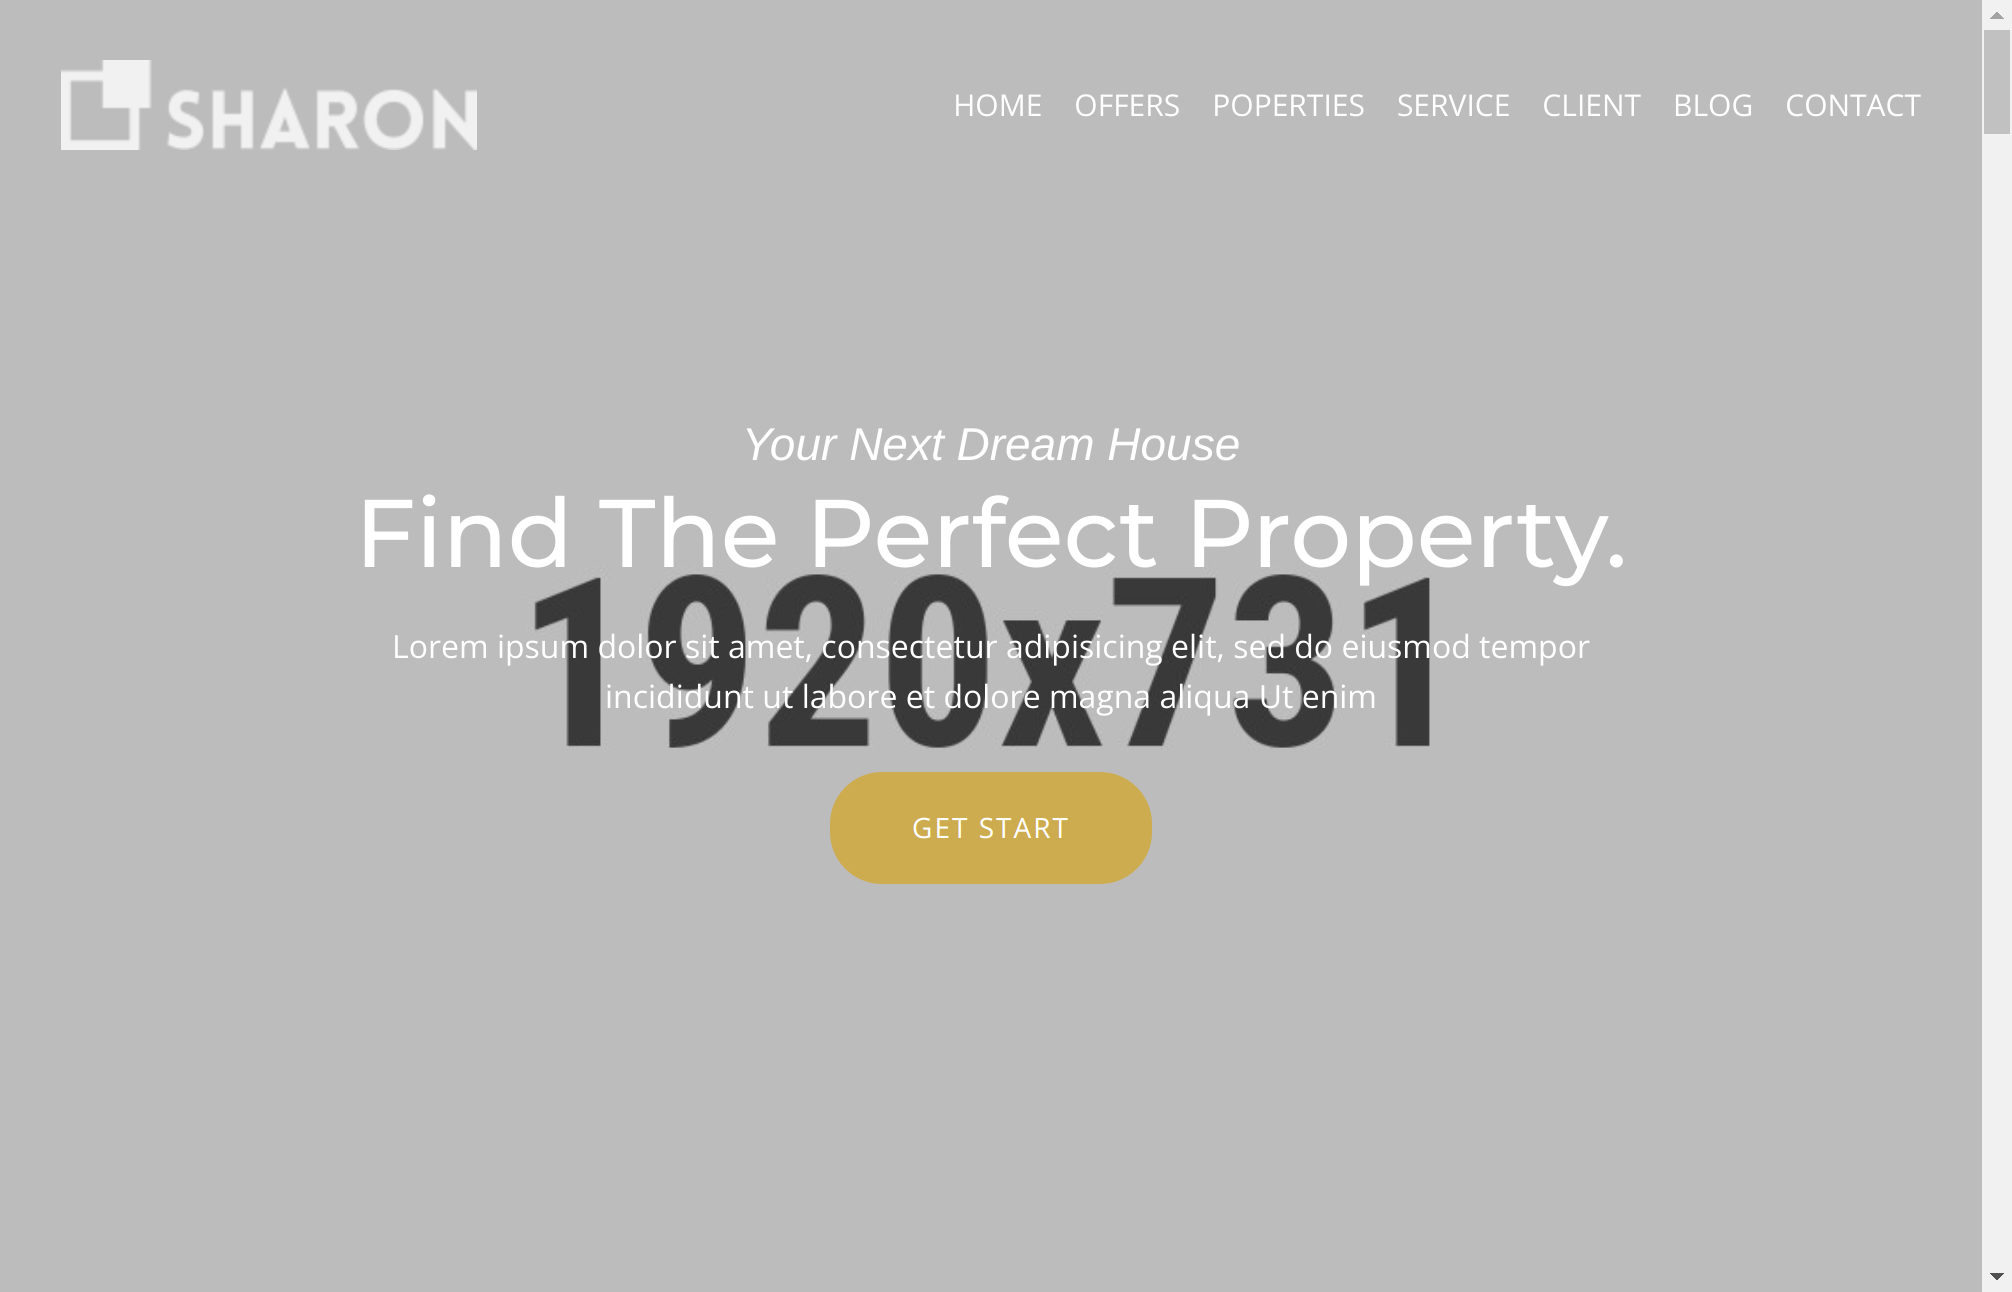 SHARON
HOME OFFERS POPERTIES SERVICE CLIENT BLOG CONTACT
Your Next Dream House
Find The Perfect Property.
1920x731
Lorem ipsum dolor sit amet, consectetur adipisicing elit, sed do eiusmod tempor
incididunt ut labore et dolore magna aliqua Ut enim
GET START